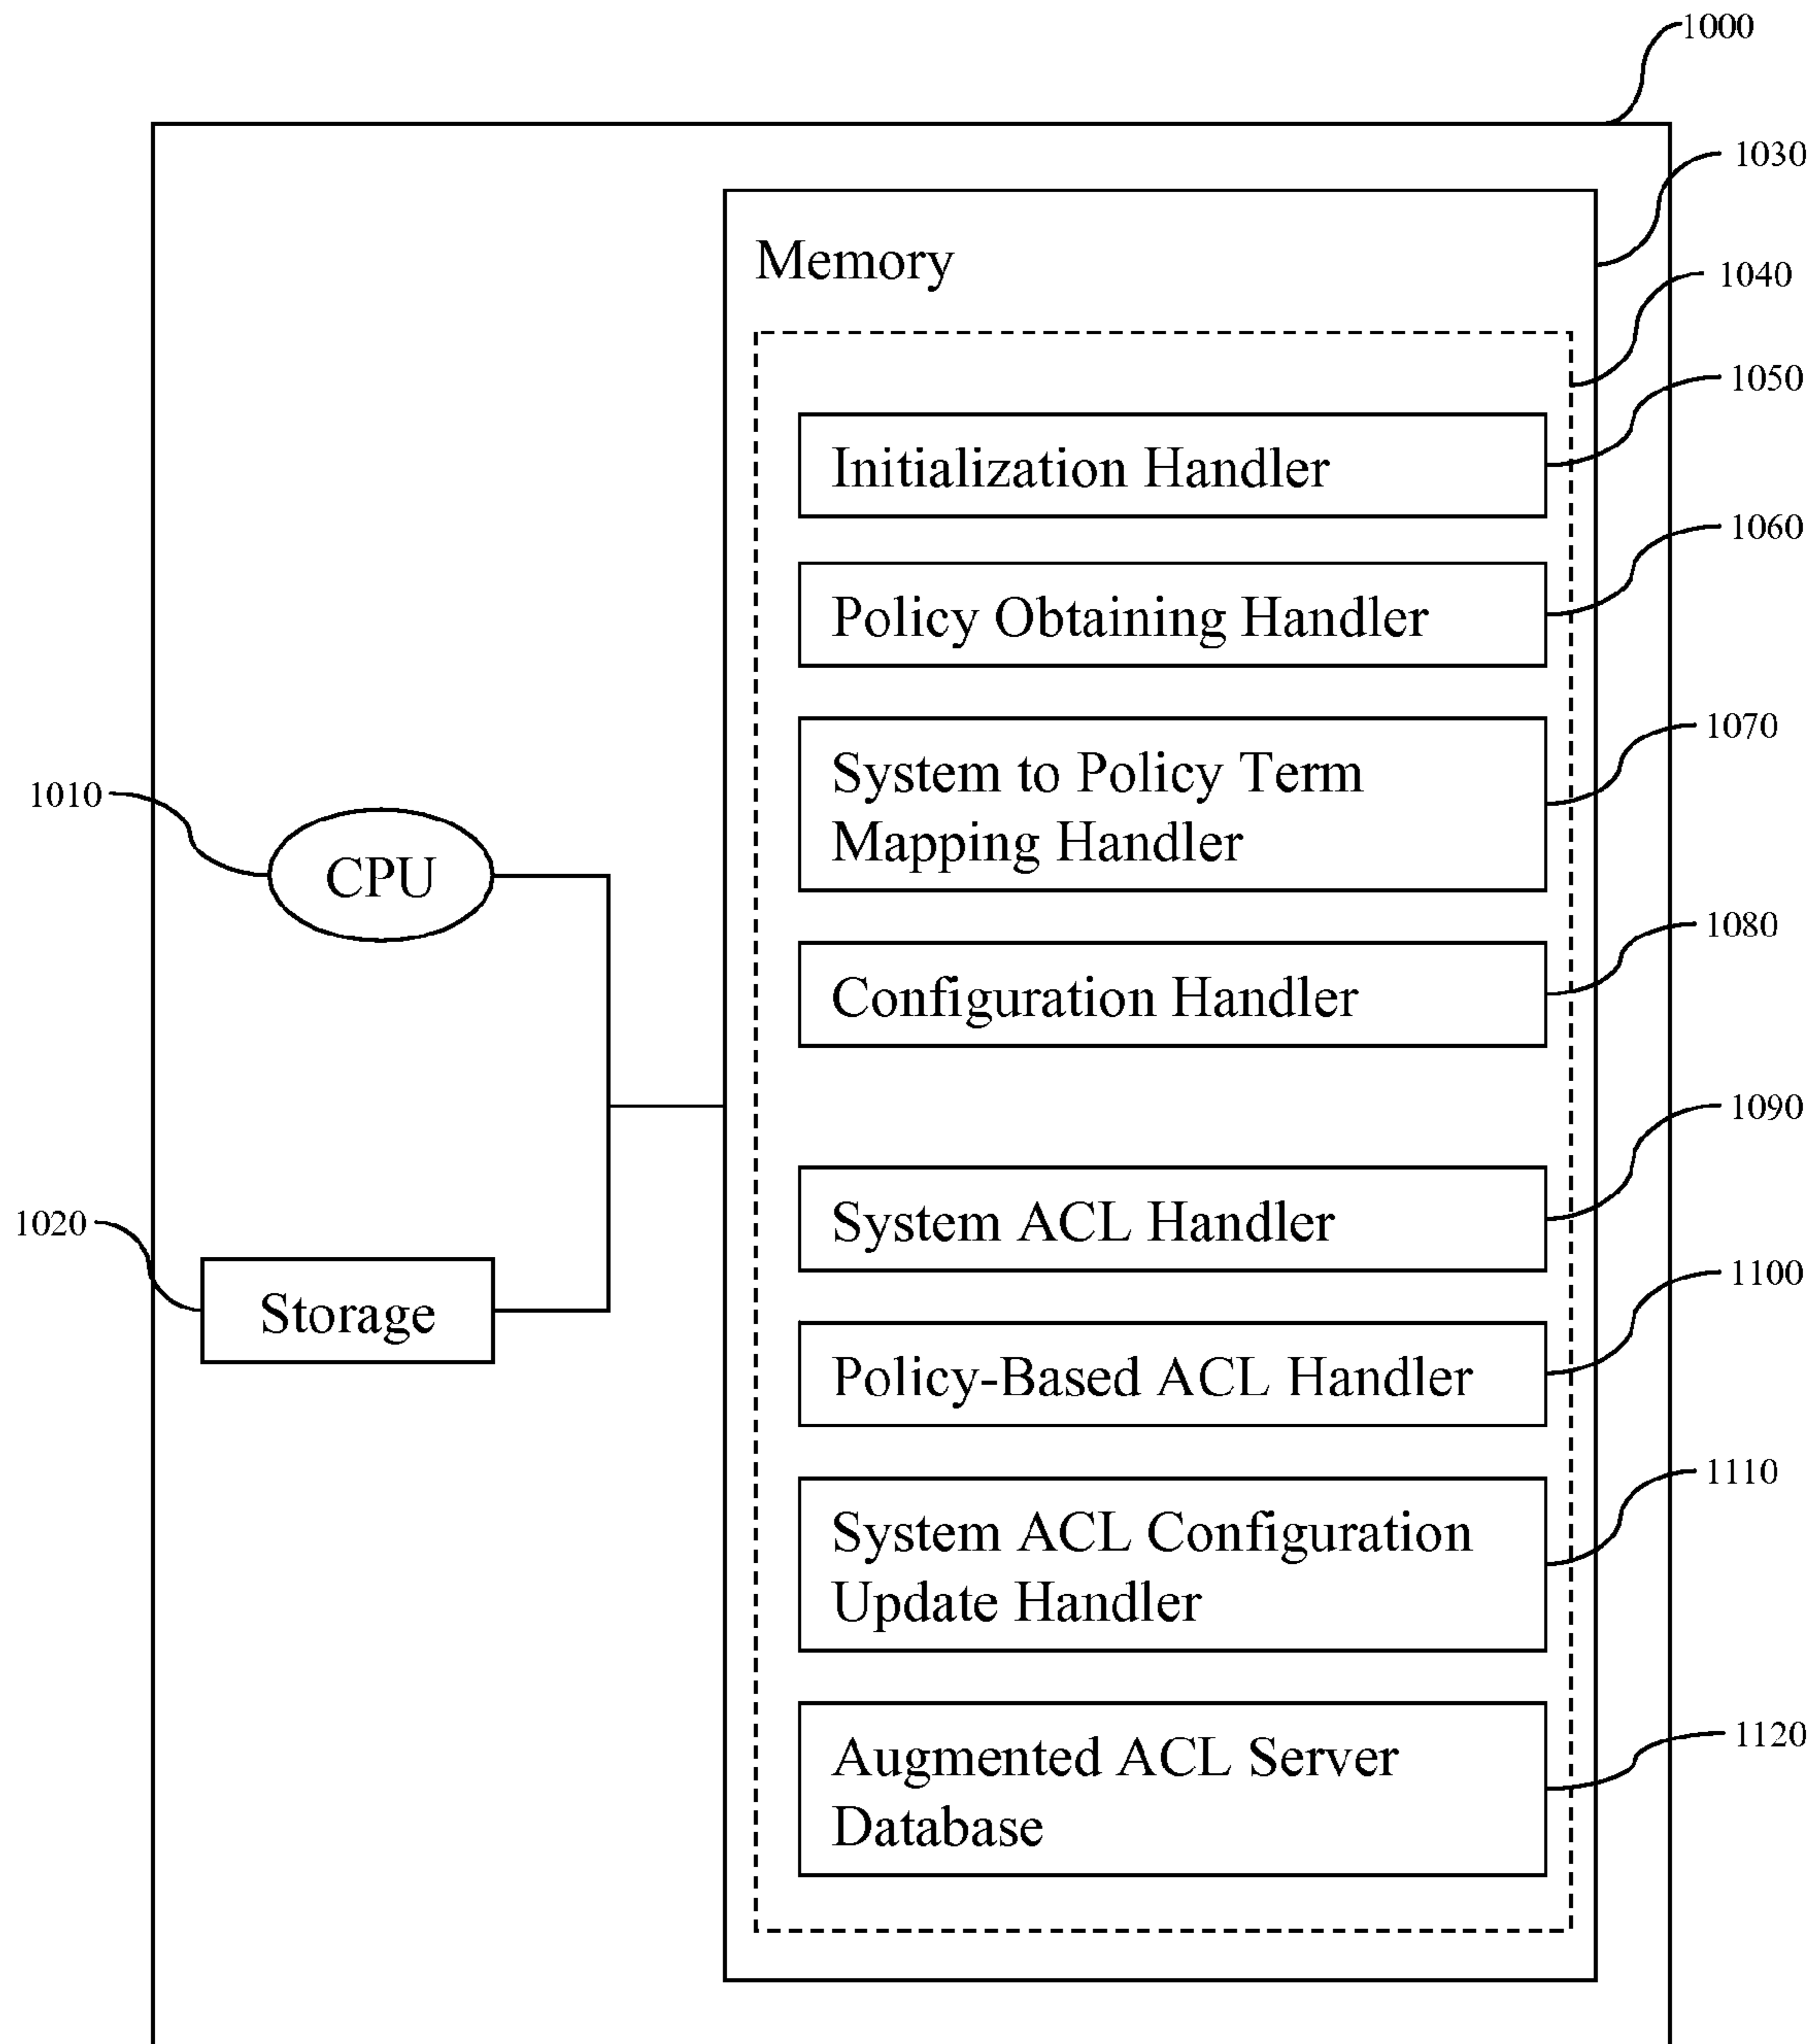 1000
1030
Memory
1040
1050
Initialization Handler
1060
Policy Obtaining Handler
1070
System to Policy Term
Mapping Handler
1010
CPU
1080
Configuration Handler
1090
System ACL Handler
1020
Storage
1100
Policy-Based ACL Handler
1110
System ACL Configuration
Update Handler
1120
Augmented ACL Server
Database